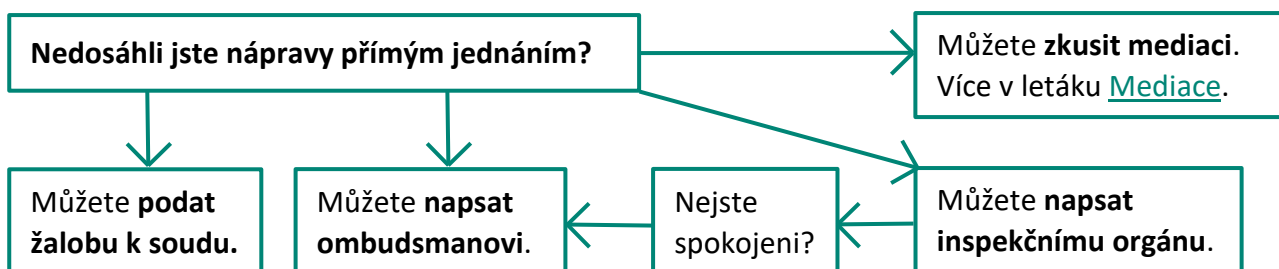 Nedosáhli jste nápravy přímým jednáním?
Můžete zkusit mediaci.
Více v letáku Mediace.
Můžete podat
žalobu k soudu.
Můžete napsat
ombudsmanovi.
Nejste
spokojeni?
Můžete napsat
inspekčnímu orgánu.